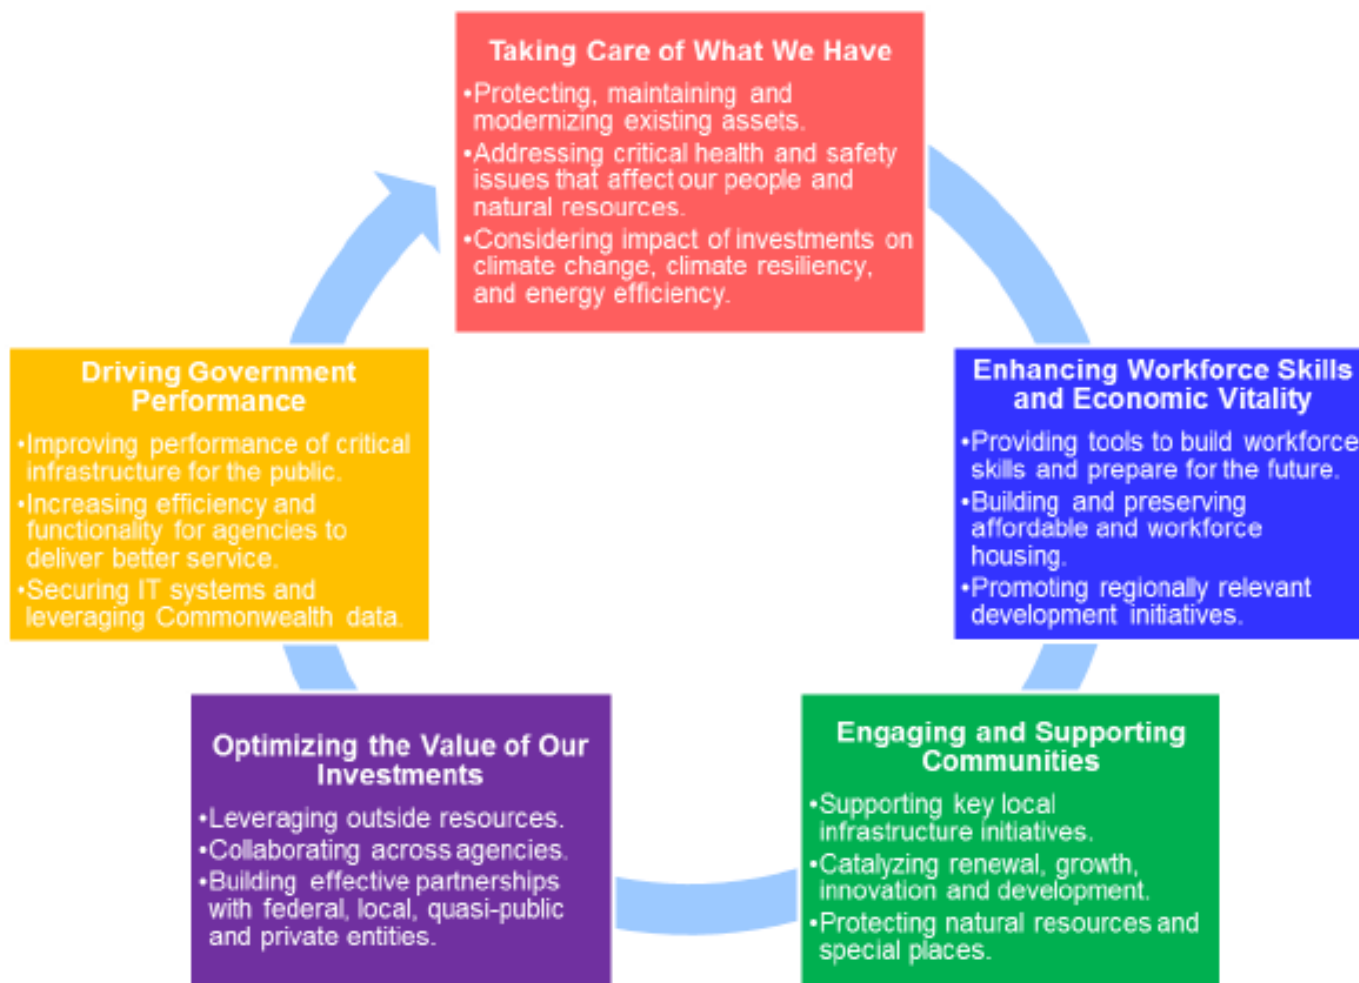 Taking Care of What We Have
•Protecting, maintaining and
modernizing existing assets.
•Addressing critical health and safety
issues that affect our people and
natural resources.
•Considering impact of investments on
climate change, climate resiliency,
and energy efficiency.
Enhancing Workforce Skills
and Economic Vitality
•Providing tools to build workforce
skills and prepare for the future.
•Building and preserving
affordable and workforce
housing.
•Promoting regionally relevant
development initiatives.
Engaging and Supporting
Communities
•Supporting key local
infrastructure initiatives.
•Catalyzing renewal, growth,
innovation and development.
•Protecting natural resources and
special places.
Optimizing the Value of Our
Investments
•Leveraging outside resources.
•Collaborating across agencies.
•Building effective partnerships
with federal, local, quasi-public
and private entities.
Driving Government
Performance
•Improving performance of critical
infrastructure for the public.
•Increasing efficiency and
functionality for agencies to
deliver better service.
•Securing IT systems and
leveraging Commonwealth data.